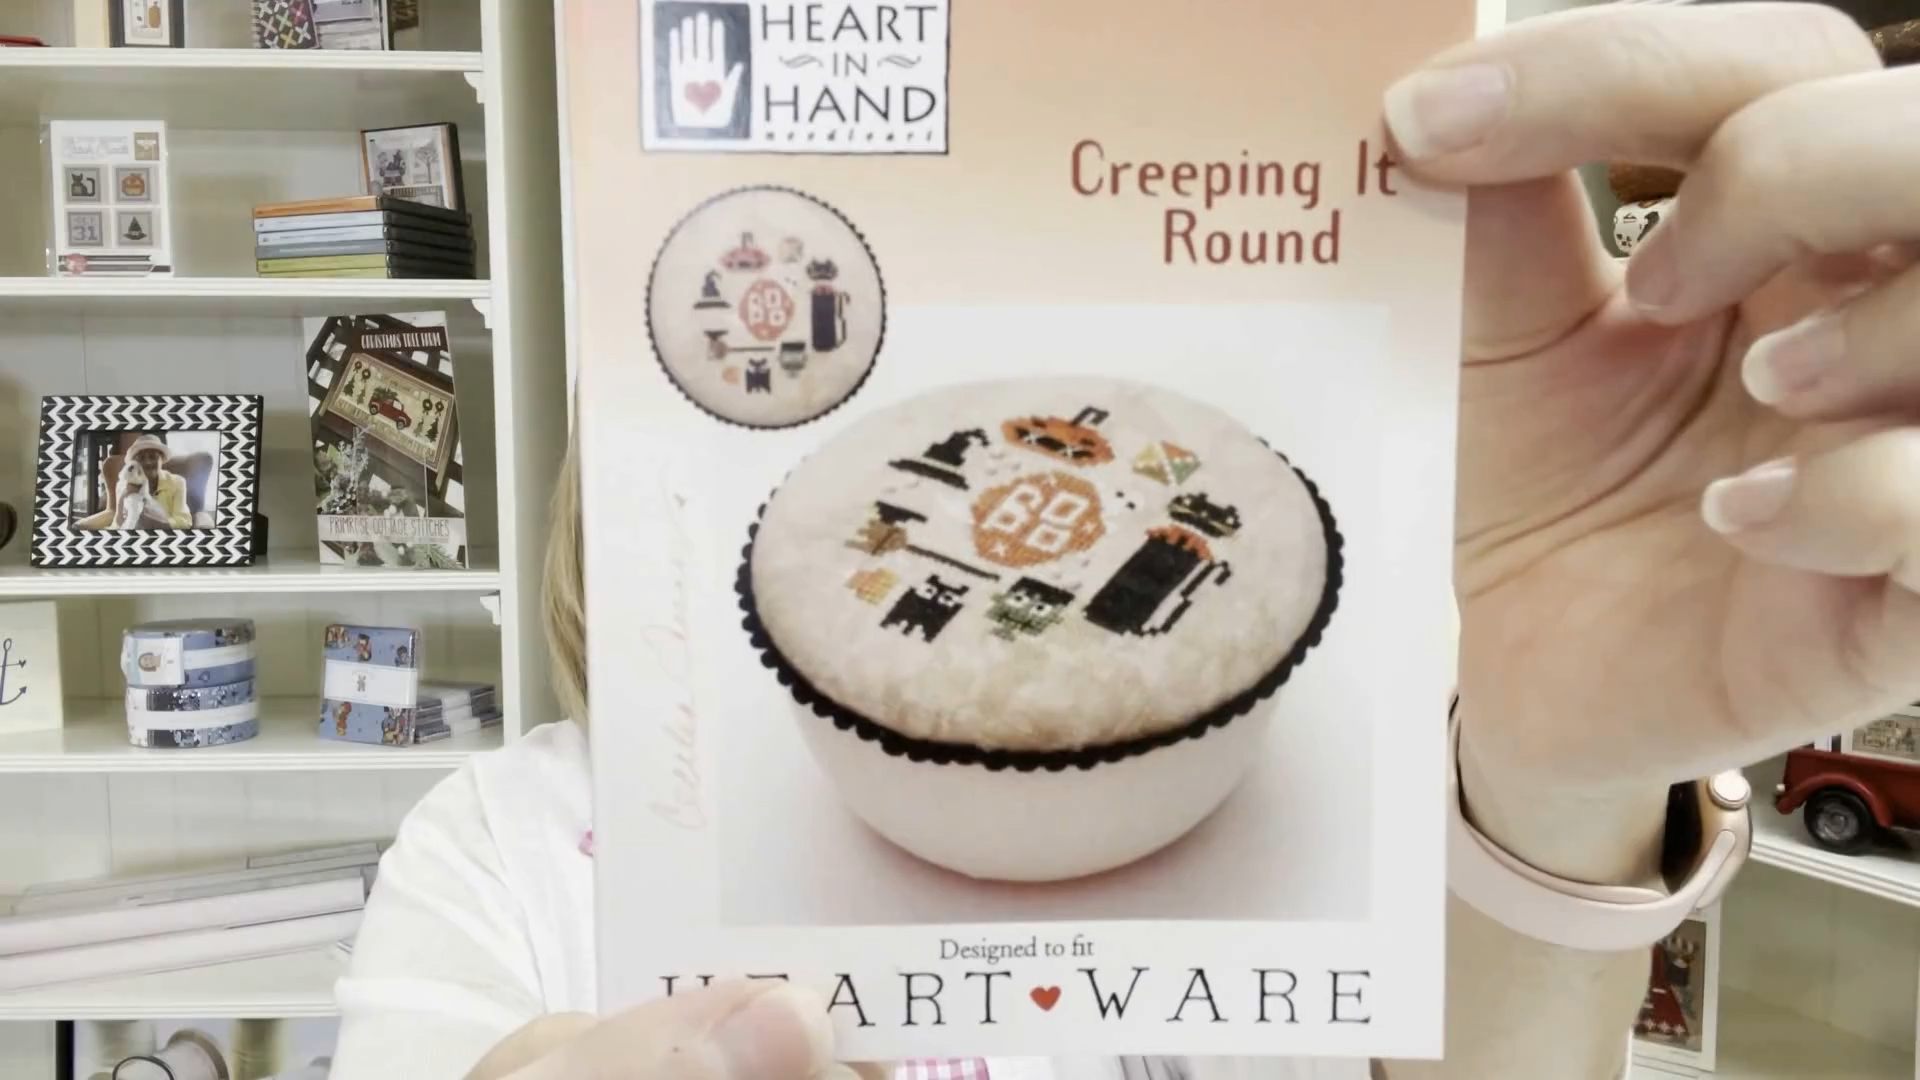 HEART
IN
HAND
needleart
Creeping It
Round
BOO
Designed to fit
HEART WARE
31
CHRISTMAS TREE FARM
PRIMROSE COTTAGE STITCHES